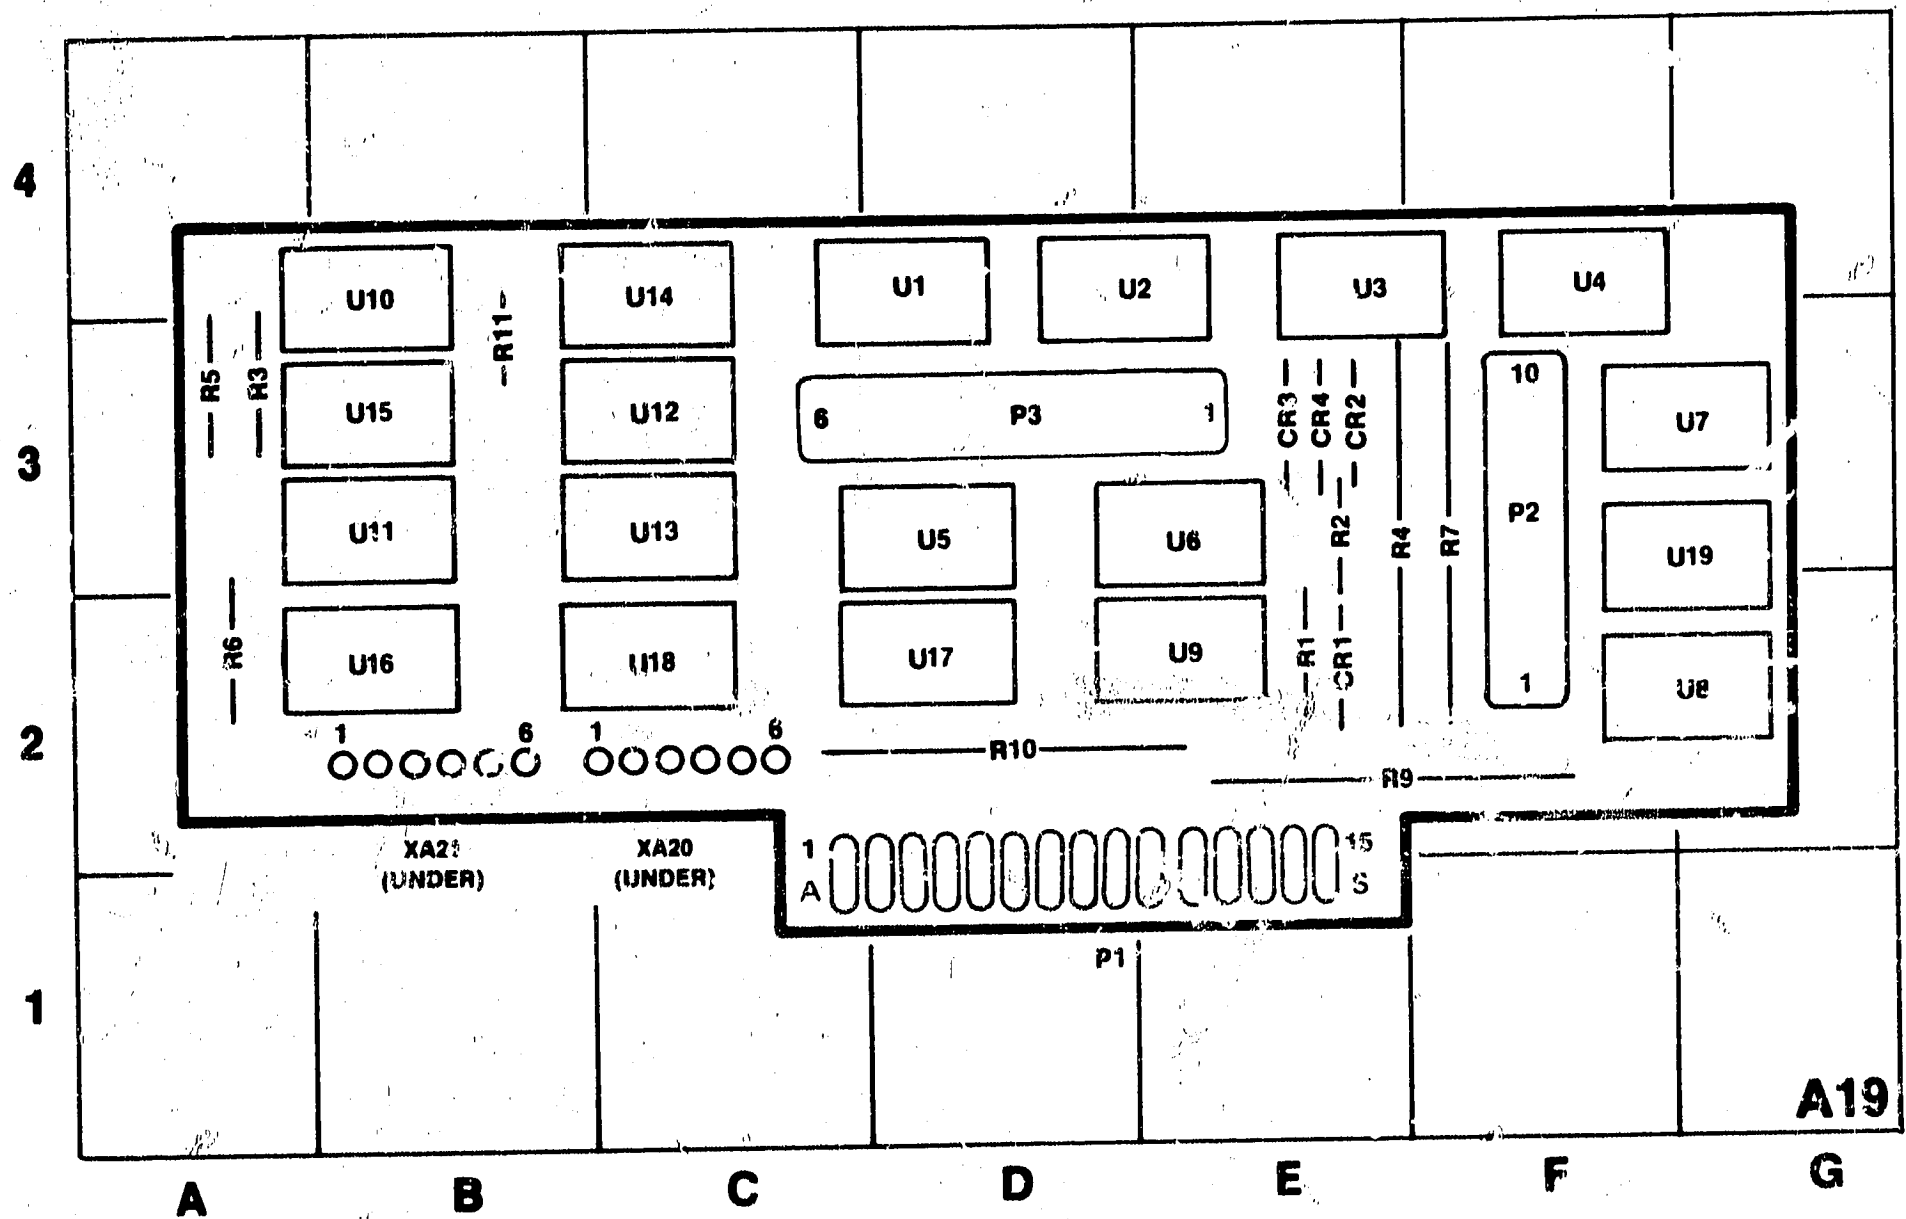 4
U10
U14
U1
U2
U3
U4
R11
R5
R3
U15
U12
6 P3 1
CR3
CR4
CR2
10
P2
1
U7
3
U11
U13
U5
U6
R2
R4
R7
U19
R6
U16
U18
U17
U9
R1
CR1
U8
2
1 6
1 6
R10
R9
XA21
(UNDER)
XA20
(UNDER)
1 15
A S
P1
1
A19
A B C D E F G